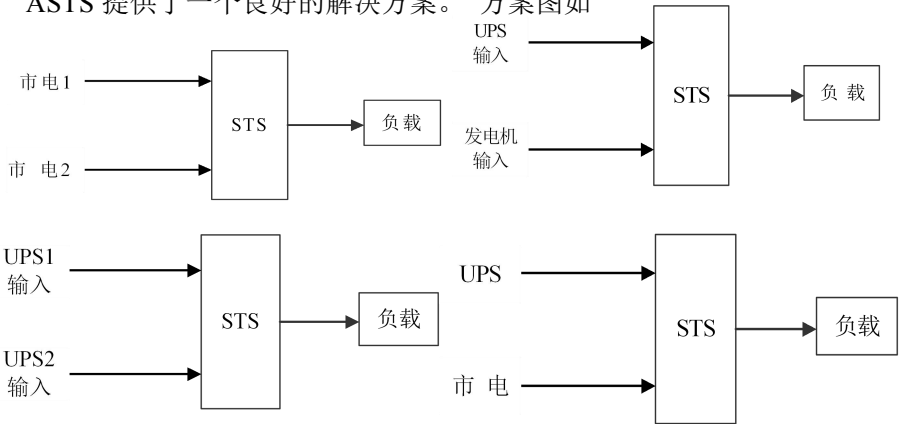 ASTS 提供了一个良好的解决方案。 方案图如
市电1
市 电2
STS
负载
UPS
输入
发电机
输入
STS
负 载
UPS1
输入
UPS2
输入
STS
负载
UPS
市 电
STS
负载